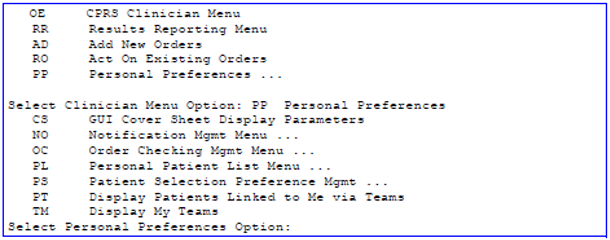 OE CPRS Clinician Menu
RR Results Reporting Menu
AD Add New Orders
RO Act On Existing Orders
PP Personal Preferences ...
Select Clinician Menu Option: PP Personal Preferences
CS GUI Cover Sheet Display Parameters
NO Notification Mgmt Menu ...
OC Order Checking Mgmt Menu ...
PL Personal Patient List Menu ...
PS Patient Selection Preference Mgmt ...
PT Display Patients Linked to Me via Teams
TM Display My Teams
Select Personal Preferences Option: